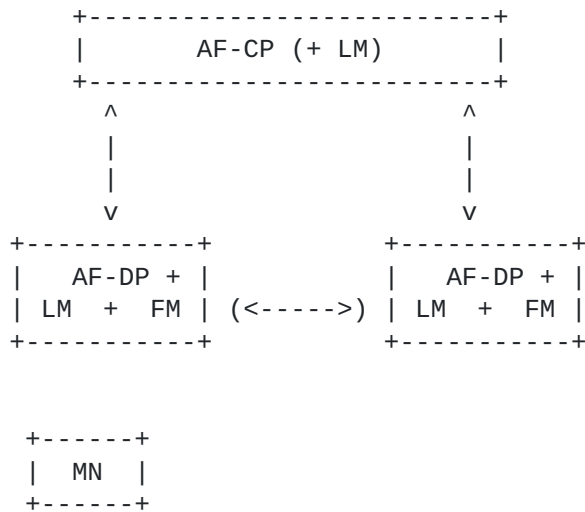 AF-CP (+ LM)
AF-DP + AF-DP +
LM + FM (<----->) LM + FM
MN